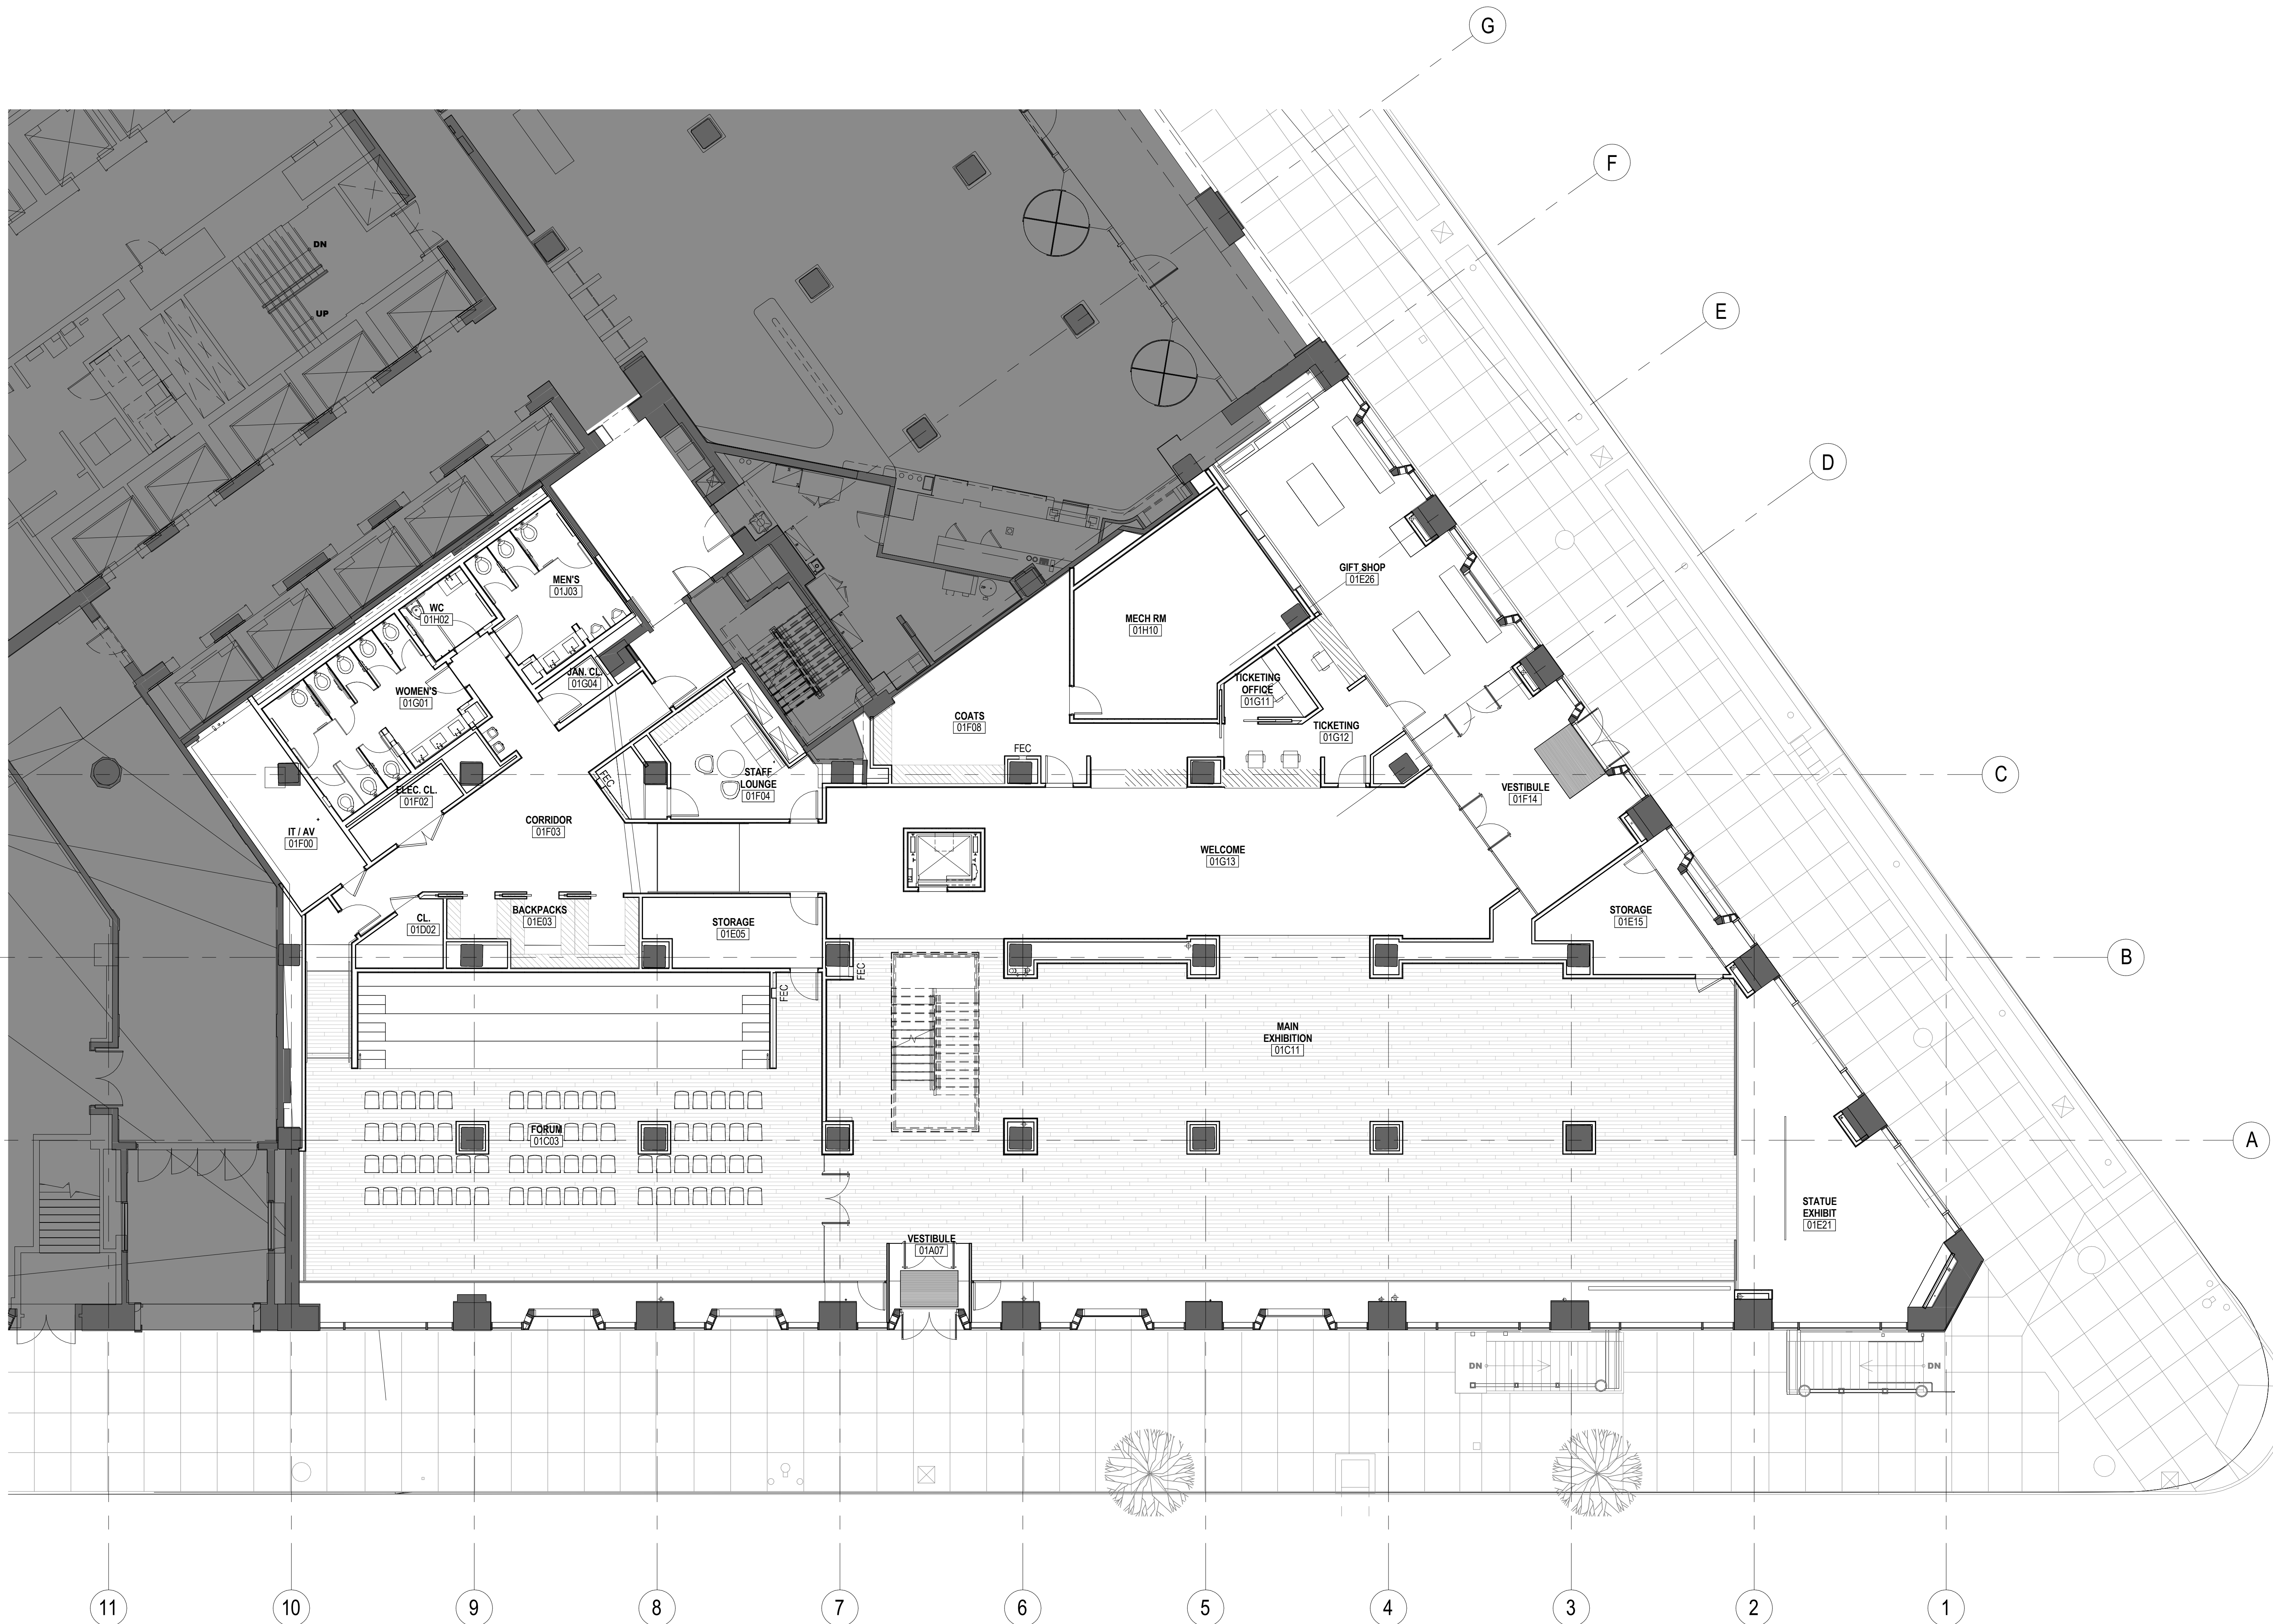 G
F
E
D
C
B
A
DN
UP
MEN'S
01J03
WC
01H02
JAN. CL.
01G04
WOMEN'S
01G01
ELEC. CL.
01F02
IT / AV
01F00
CORRIDOR
01F03
FEC
STAFF
LOUNGE
01F04
COATS
01F08
FEC
MECH RM
01H10
TICKETING
OFFICE
01G11
TICKETING
01G12
GIFT SHOP
01E26
VESTIBULE
01F14
WELCOME
01G13
CL.
01D02
BACKPACKS
01E03
STORAGE
01E05
STORAGE
01E15
FEC
FEC
MAIN
EXHIBITION
01C11
FORUM
01C03
STATUE
EXHIBIT
01E21
VESTIBULE
01A07
DN
DN
11
10
9
8
7
6
5
4
3
2
1